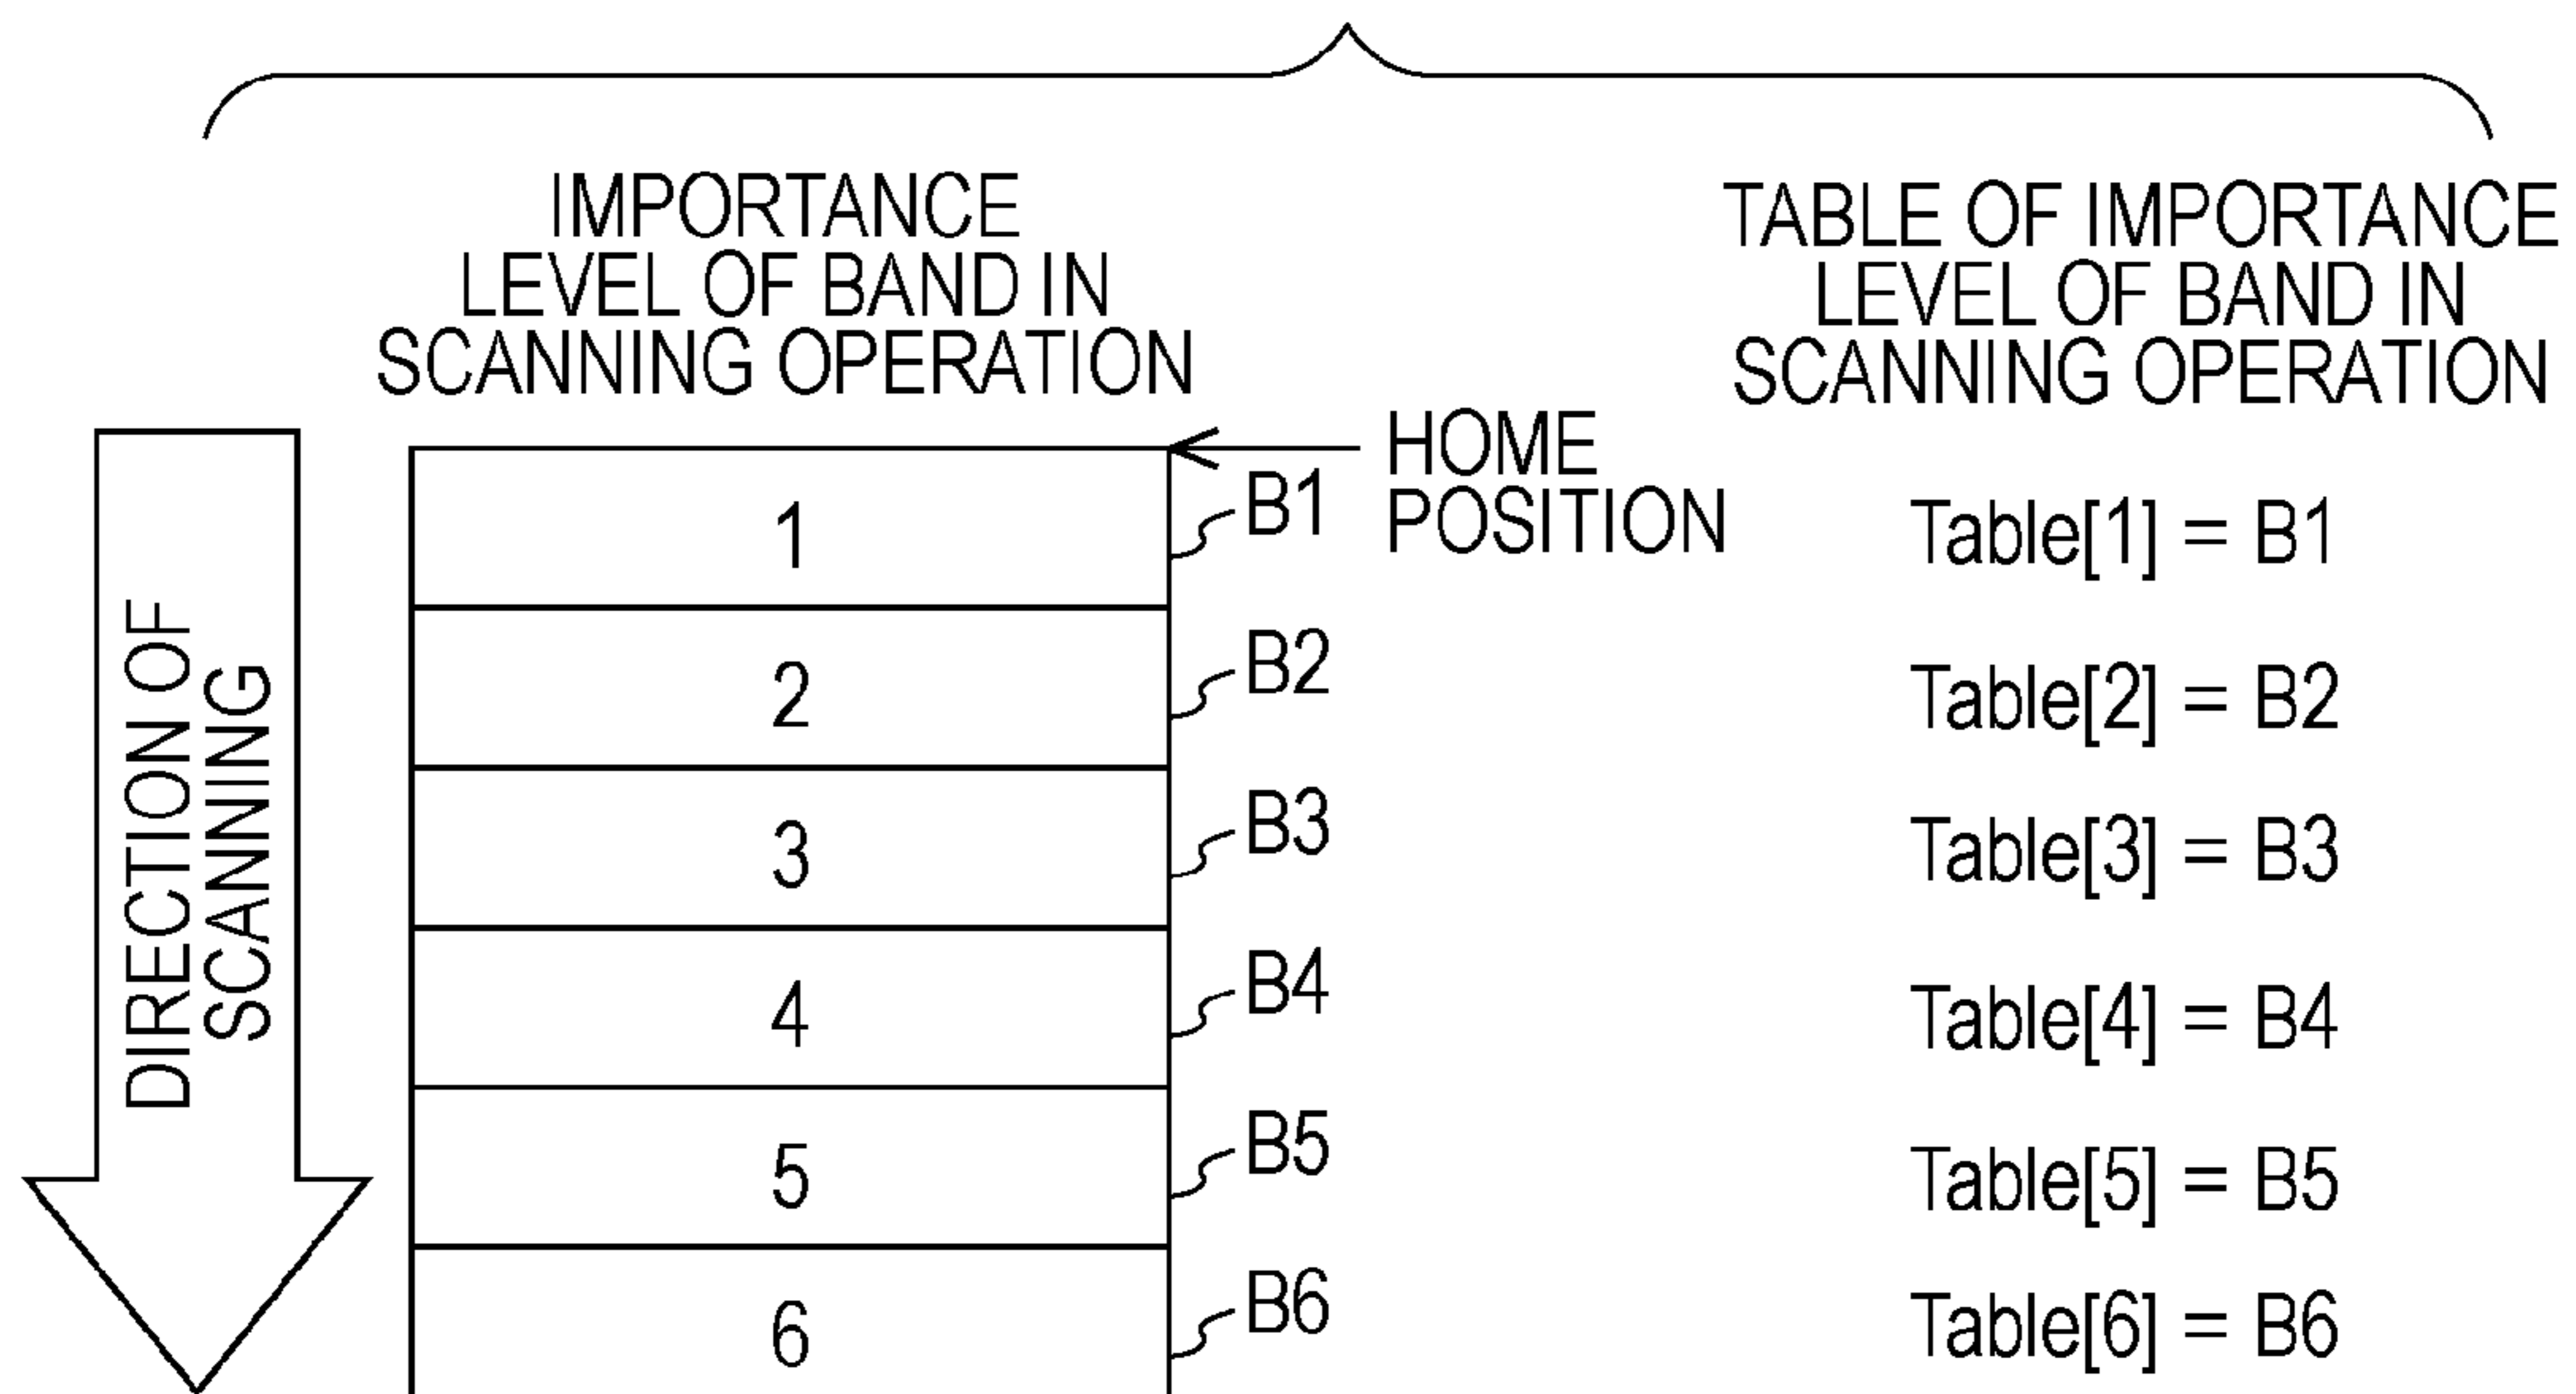 IMPORTANCE
LEVEL OF BAND IN
SCANNING OPERATION
TABLE OF IMPORTANCE
LEVEL OF BAND IN
SCANNING OPERATION
DIRECTION OF
SCANNING
HOME
POSITION
1
B1
Table[1] = B1
2
B2
Table[2] = B2
3
B3
Table[3] = B3
4
B4
Table[4] = B4
5
B5
Table[5] = B5
6
B6
Table[6] = B6